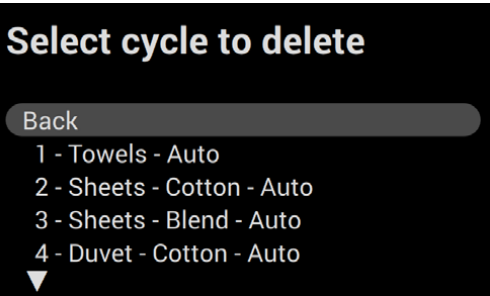 Select cycle to delete
Back
1 - Towels - Auto
2 - Sheets - Cotton - Auto
3 - Sheets - Blend - Auto
4 - Duvet - Cotton - Auto